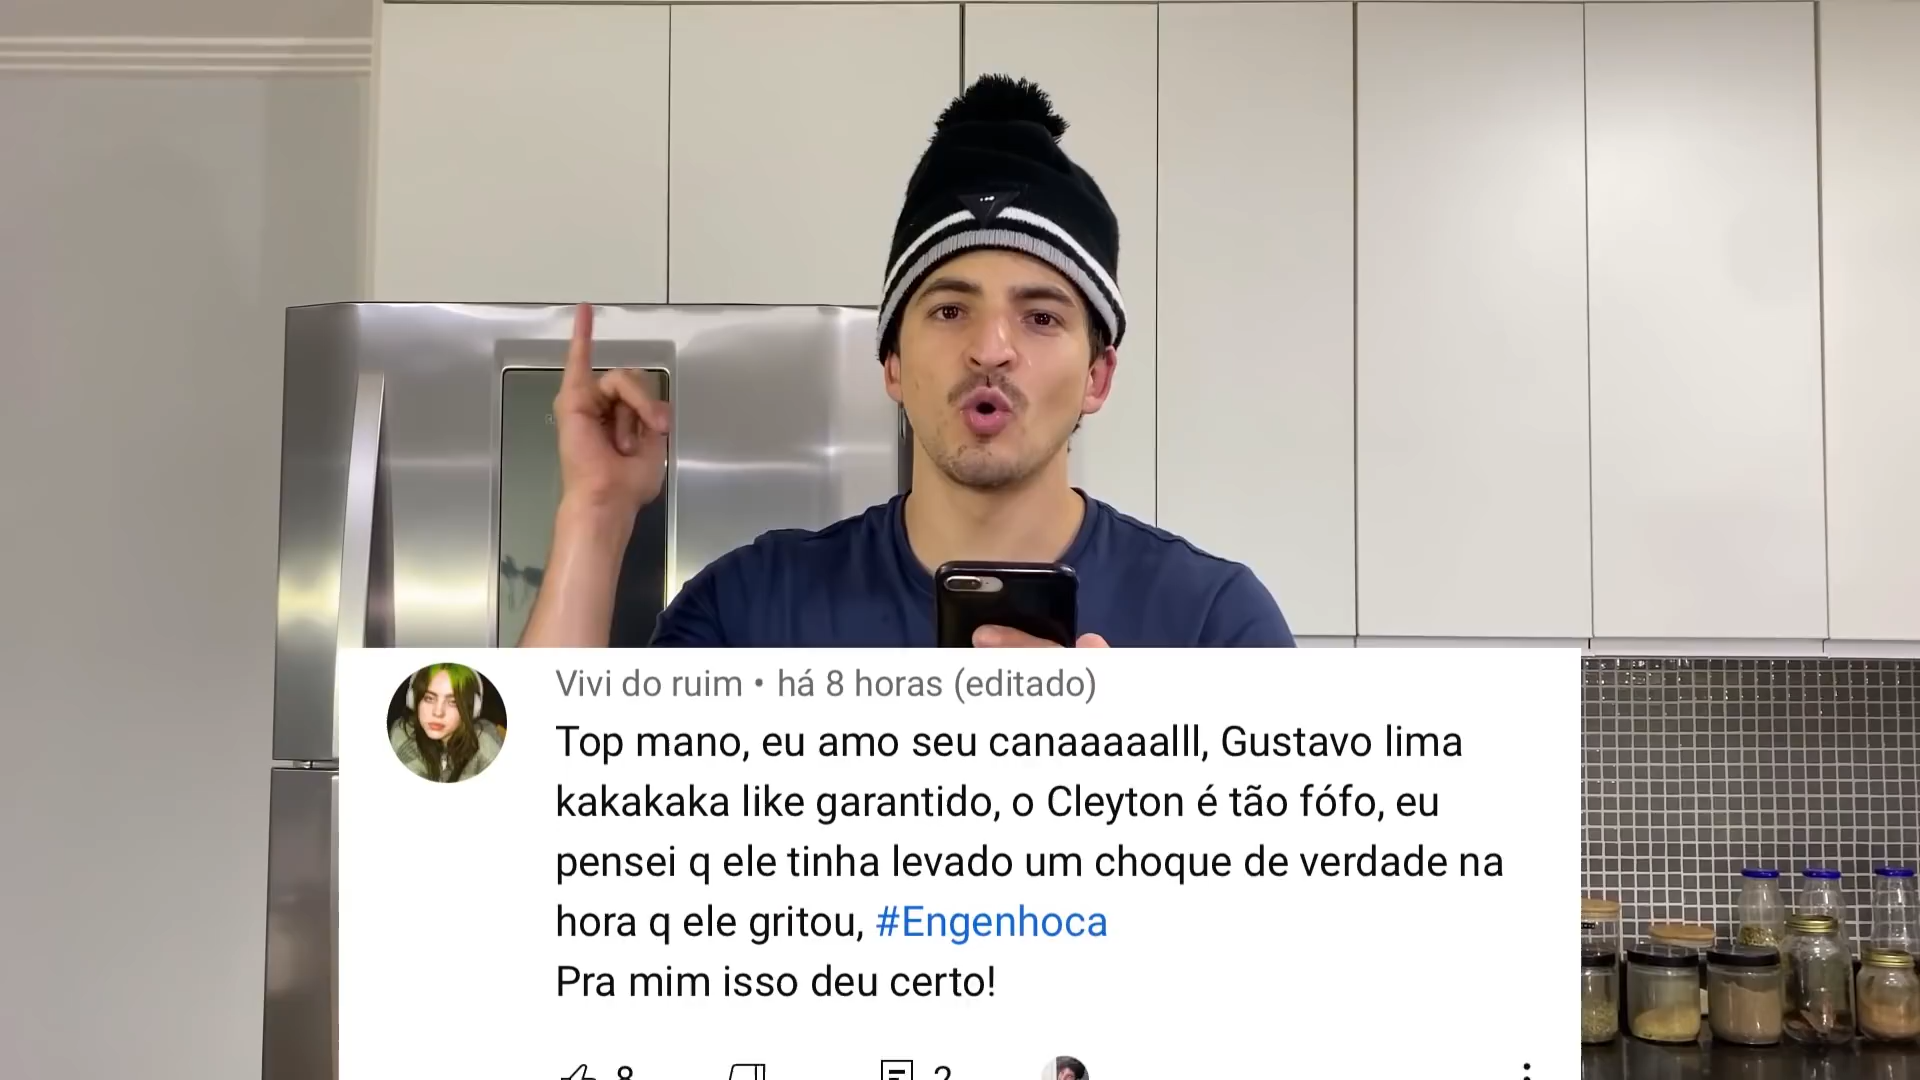 Vivi do ruim • há 8 horas (editado)
Top mano, eu amo seu canaaaaalll, Gustavo lima
kakakaka like garantido, o Cleyton é tão fófo, eu
pensei q ele tinha levado um choque de verdade na
hora q ele gritou, #Engenhoca
Pra mim isso deu certo!
8 2